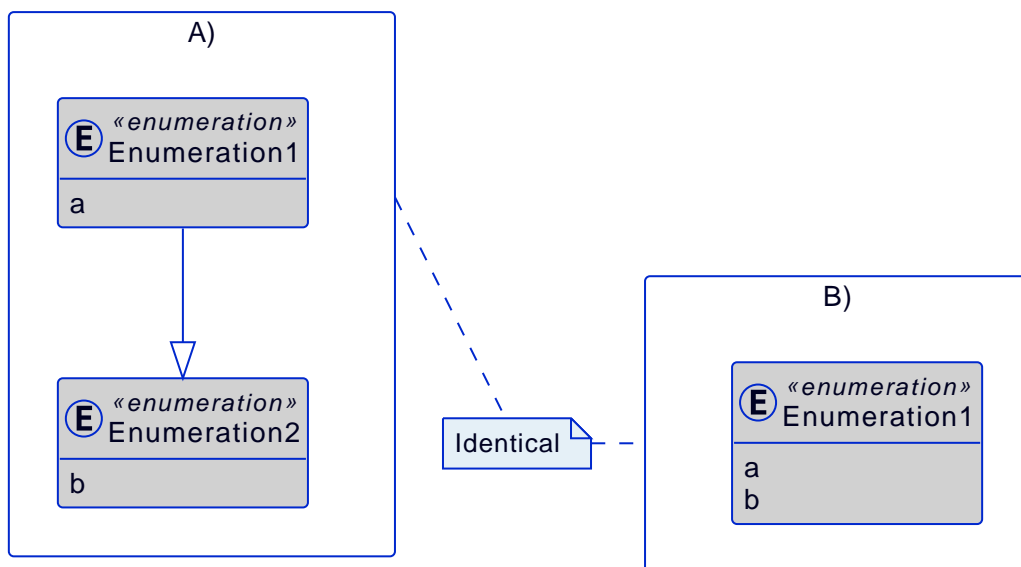 A)
E
«enumeration»
Enumeration1
a
E
«enumeration»
Enumeration2
b
Identical
B)
E
«enumeration»
Enumeration1
a
b